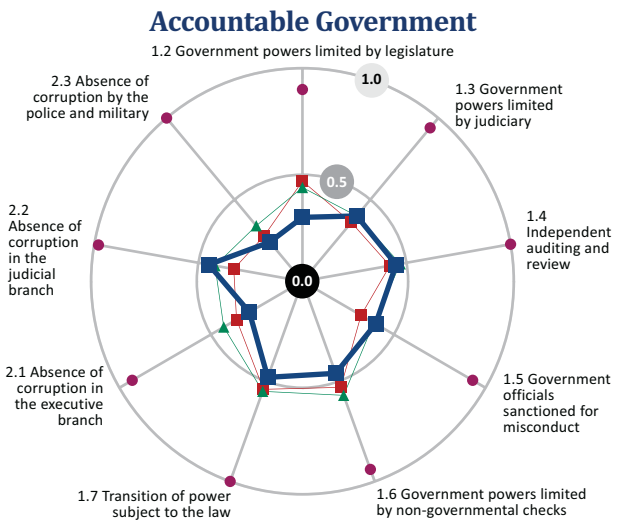 Accountable Government
1.2 Government powers limited by legislature
1.0
2.3 Absence of
corruption by the
police and military
1.3 Government
powers limited
by judiciary
0.5
2.2
Absence of
corruption
in the
judicial
branch
1.4
Independent
auditing and
review
0.0
2.1 Absence of
corruption in
the executive
branch
1.5 Government
officials
sanctioned for
misconduct
1.7 Transition of power
subject to the law
1.6 Government powers limited
by non-governmental checks